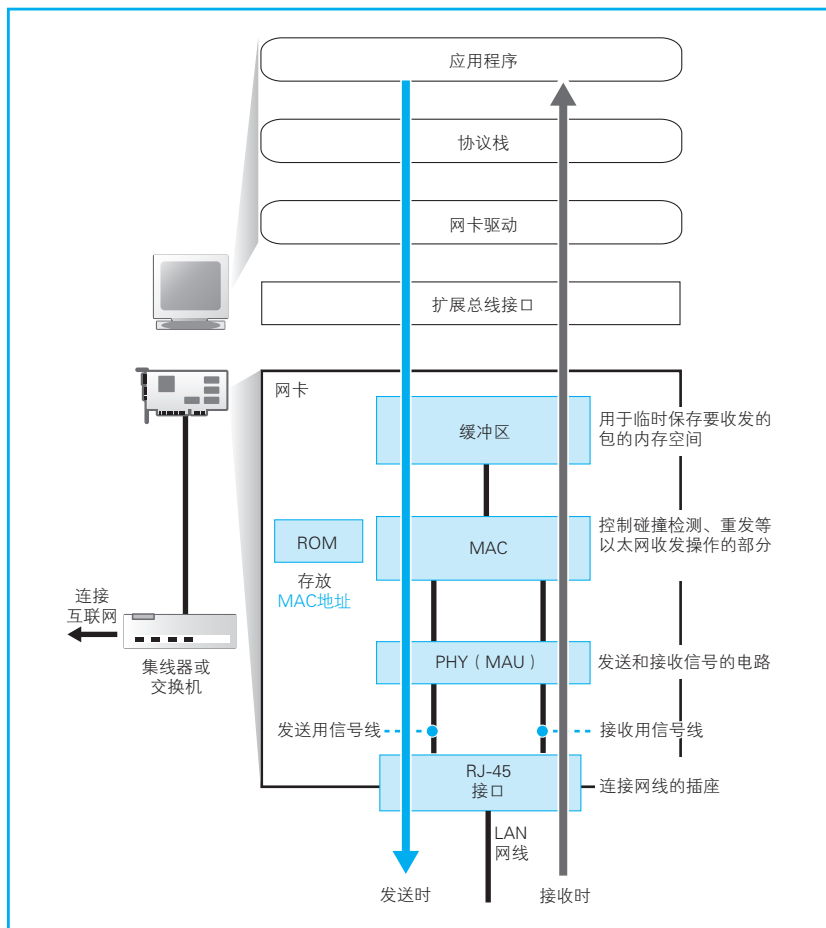 应用程序
协议栈
网卡驱动
扩展总线接口
网卡
缓冲区
用于临时保存要收发的
包的内存空间
ROM
存放
MAC地址
MAC
控制碰撞检测、重发等
以太网收发操作的部分
连接
互联网
集线器或
交换机
PHY（MAU）
发送和接收信号的电路
发送用信号线
接收用信号线
RJ-45
接口
连接网线的插座
LAN
网线
发送时
接收时